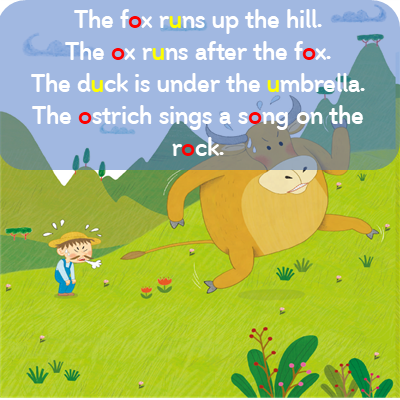 The fox runs up the hill.
The ox runs after the fox.
The duck is under the umbrella.
The ostrich sings a song on the
rock.